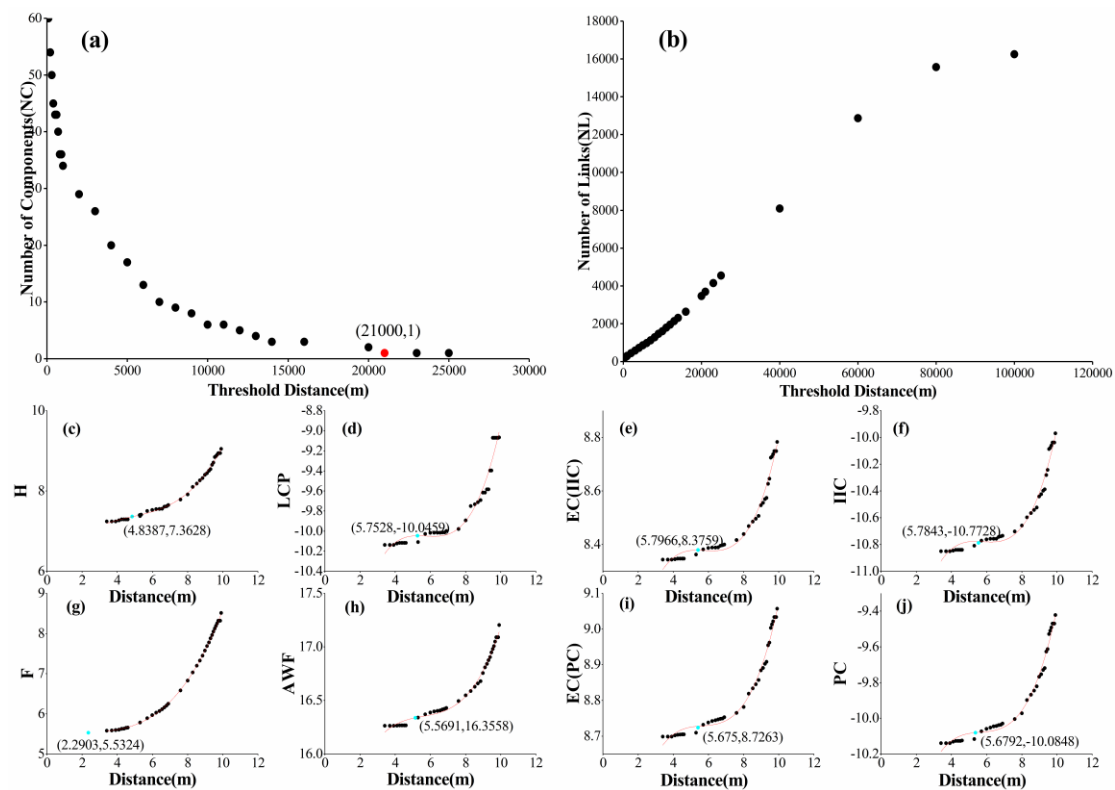 (a)
Number of Components(NC)
60
50
40
30
20
10
0
(21000,1)
0 5000 10000 15000 20000 25000 30000
Threshold Distance(m)
(b)
Number of Links(NL)
18000
16000
14000
12000
10000
8000
6000
4000
2000
0
0 20000 40000 60000 80000 100000 120000
Threshold Distance(m)
(c)
H
10
8
6
(4.8387,7.3628)
0 2 4 6 8 10 12
Distance(m)
(d)
LCP
-8.8
-9.0
-9.2
-9.4
-9.6
-9.8
-10.0
-10.2
-10.4
(5.7528,-10.0459)
0 2 4 6 8 10 12
Distance(m)
(e)
EC(IIC)
8.8
8.6
8.4
(5.7966,8.3759)
0 2 4 6 8 10 12
Distance(m)
(f)
IIC
-9.8
-10.0
-10.2
-10.4
-10.6
-10.8
-11.0
(5.7843,-10.7728)
0 2 4 6 8 10 12
Distance(m)
(g)
F
9
8
7
6
5
(2.2903,5.5324)
0 2 4 6 8 10 12
Distance(m)
(h)
AWF
17.5
17.0
16.5
16.0
(5.5691,16.3558)
0 2 4 6 8 10 12
Distance(m)
(i)
EC(PC)
9.1
9.0
8.9
8.8
8.7
(5.675,8.7263)
0 2 4 6 8 10 12
Distance(m)
(j)
PC
-9.4
-9.6
-9.8
-10.0
-10.2
(5.6792,-10.0848)
0 2 4 6 8 10 12
Distance(m)